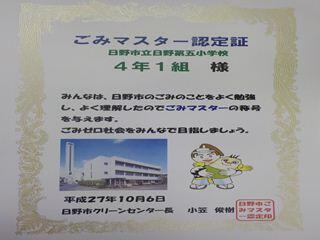 ごみマスター認定証
日野市立日野第五小学校
4年1組 様
みんなは、日野市のごみのことをよく勉強
し、よく理解したのでごみマスターの称号
を与えます。
ごみゼロ社会をみんなで目指しましょう。
平成27年10月6日
日野市クリーンセンター長 小笠 俊樹
日野市ご
みマスタ
ー認定印